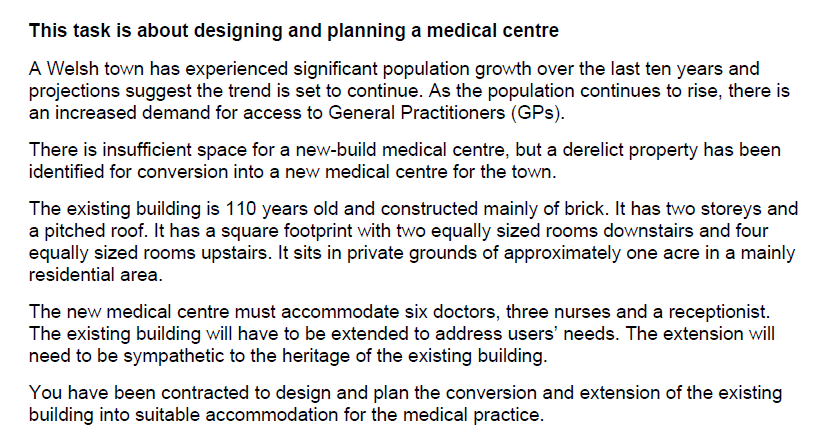 This task is about designing and planning a medical centre
A Welsh town has experienced significant population growth over the last ten years and
projections suggest the trend is set to continue. As the population continues to rise, there is
an increased demand for access to General Practitioners (GPs).
There is insufficient space for a new-build medical centre, but a derelict property has been
identified for conversion into a new medical centre for the town.
The existing building is 110 years old and constructed mainly of brick. It has two storeys and
a pitched roof. It has a square footprint with two equally sized rooms downstairs and four
equally sized rooms upstairs. It sits in private grounds of approximately one acre in a mainly
residential area.
The new medical centre must accommodate six doctors, three nurses and a receptionist.
The existing building will have to be extended to address users’ needs. The extension will
need to be sympathetic to the heritage of the existing building.
You have been contracted to design and plan the conversion and extension of the existing
building into suitable accommodation for the medical practice.